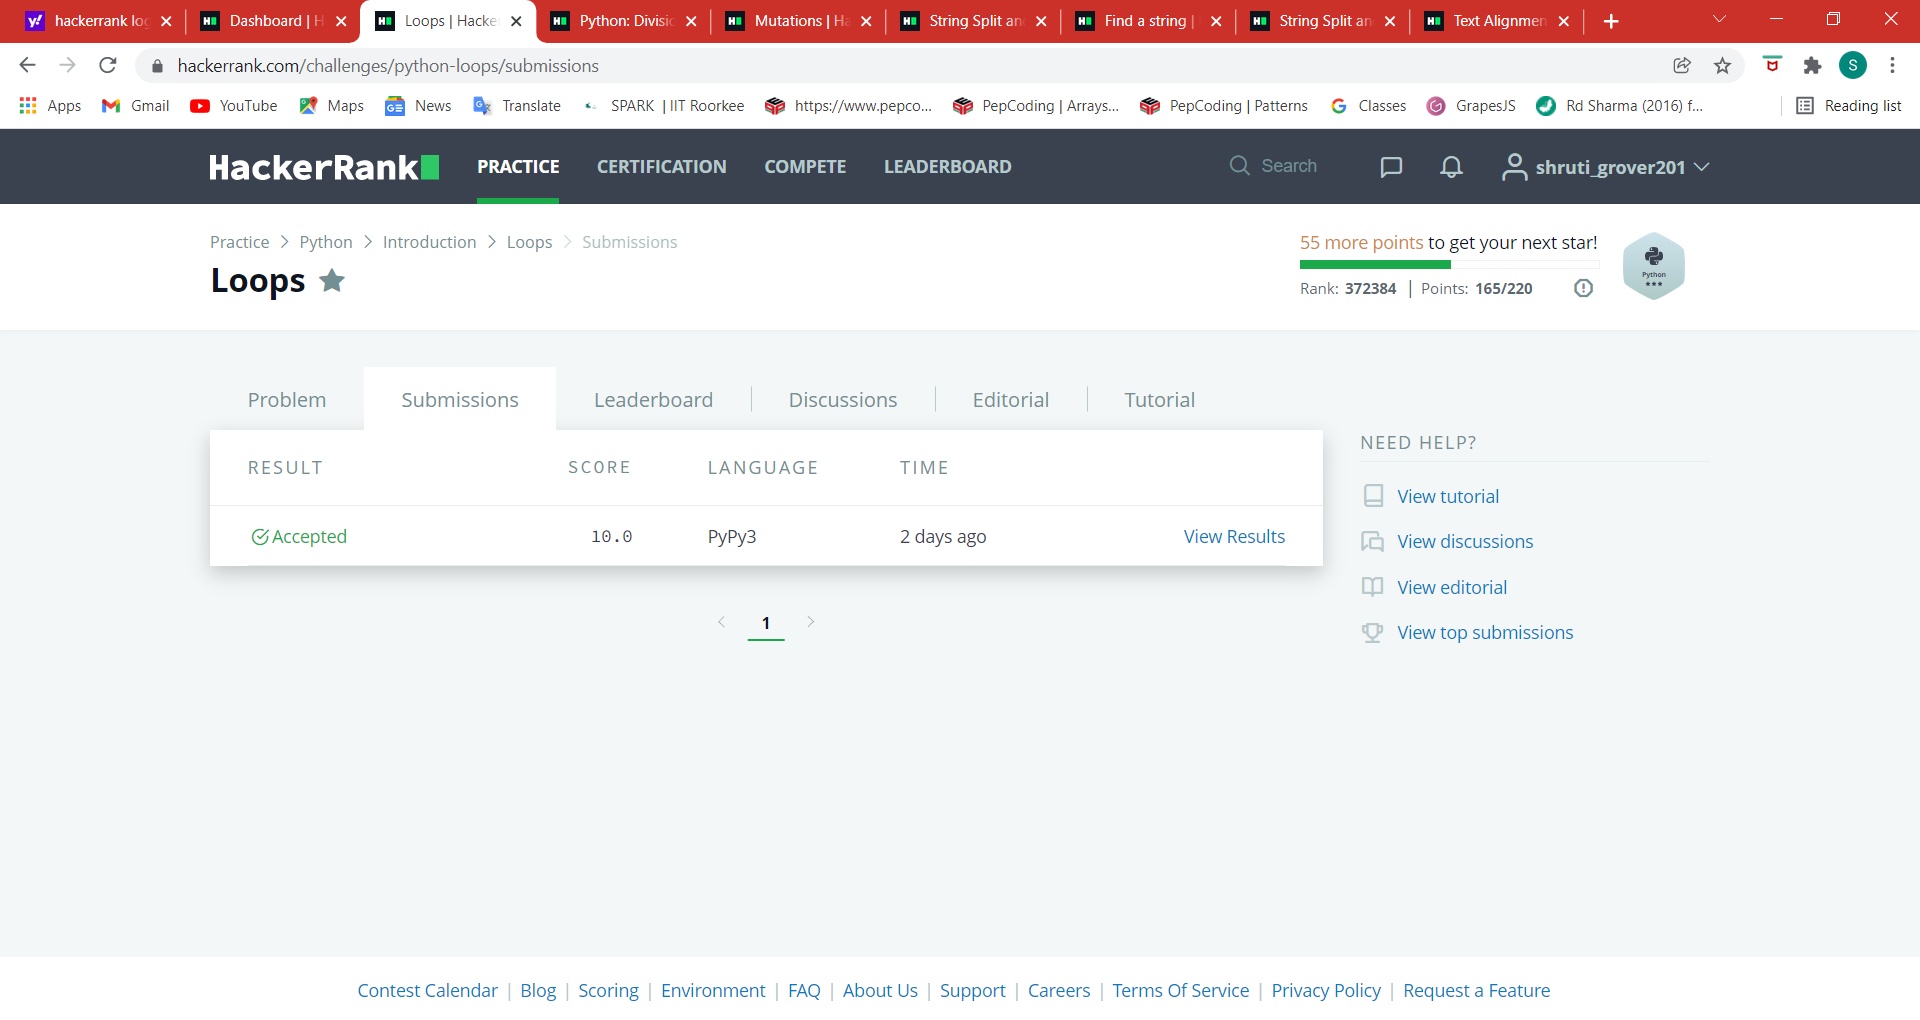 hackerrank log
Dashboard | H
Loops | Hacke
Python: Divisio
Mutations | Ha
String Split an
Find a string |
String Split an
Text Alignmen
hackerrank.com/challenges/python-loops/submissions
S
Apps
Gmail
YouTube
Maps
News
Translate
SPARK | IIT Roorkee
https://www.pepco...
PepCoding | Arrays...
PepCoding | Patterns
Classes
GrapesJS
Rd Sharma (2016) f...
Reading list
HackerRank
PRACTICE
CERTIFICATION
COMPETE
LEADERBOARD
Search
shruti_grover201
Practice > Python > Introduction > Loops > Submissions
Loops
55 more points to get your next star!
Rank: 372384 | Points: 165/220
Python
Problem
Submissions
Leaderboard
Discussions
Editorial
Tutorial
RESULT SCORE LANGUAGE TIME
Accepted 10.0 PyPy3 2 days ago View Results
1
NEED HELP?
View tutorial
View discussions
View editorial
View top submissions
Contest Calendar | Blog | Scoring | Environment | FAQ | About Us | Support | Careers | Terms Of Service | Privacy Policy | Request a Feature